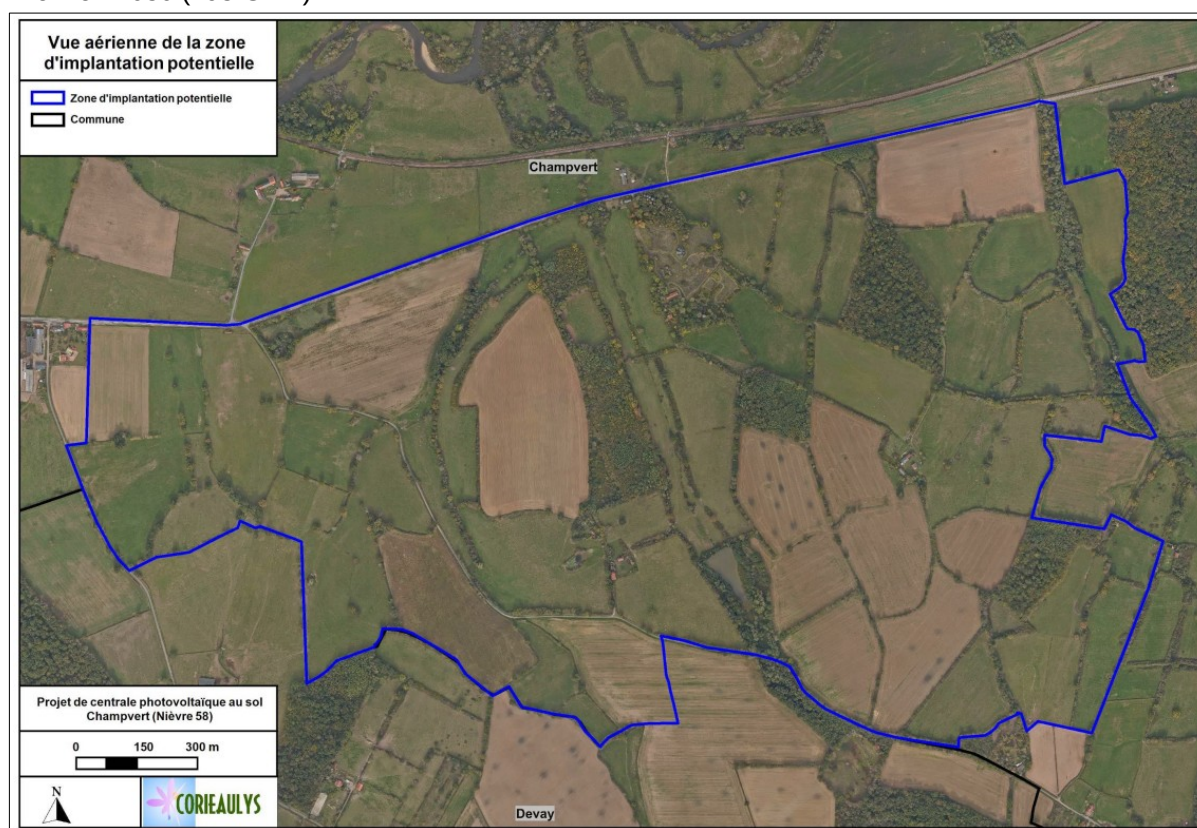 Vue aérienne de la zone
d'implantation potentielle
Zone d'implantation potentielle
Commune
Champvert
Devay
Projet de centrale photovoltaïque au sol
Champvert (Nièvre 58)
0 150 300 m
N
CORIEAULYS